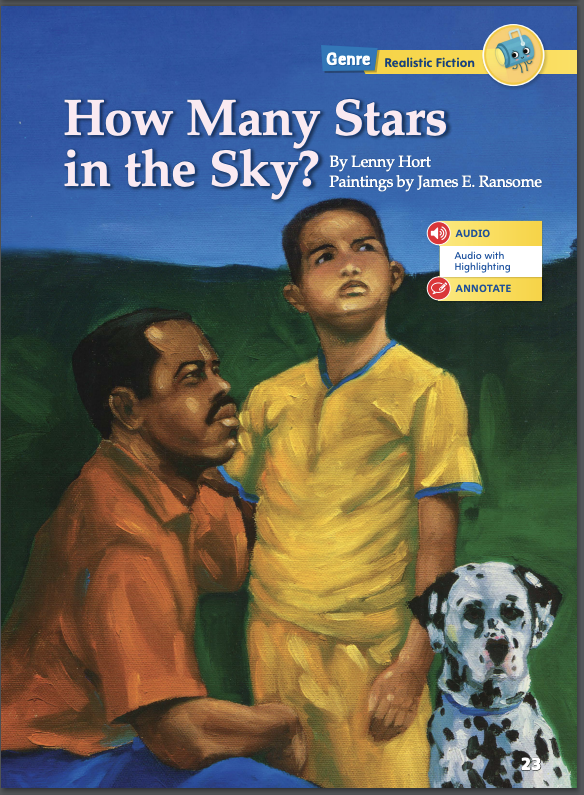 Genre
Realistic Fiction
How Many Stars
in the Sky?
By Lenny Hort
Paintings by James E. Ransome
AUDIO
Audio with
Highlighting
ANNOTATE
23